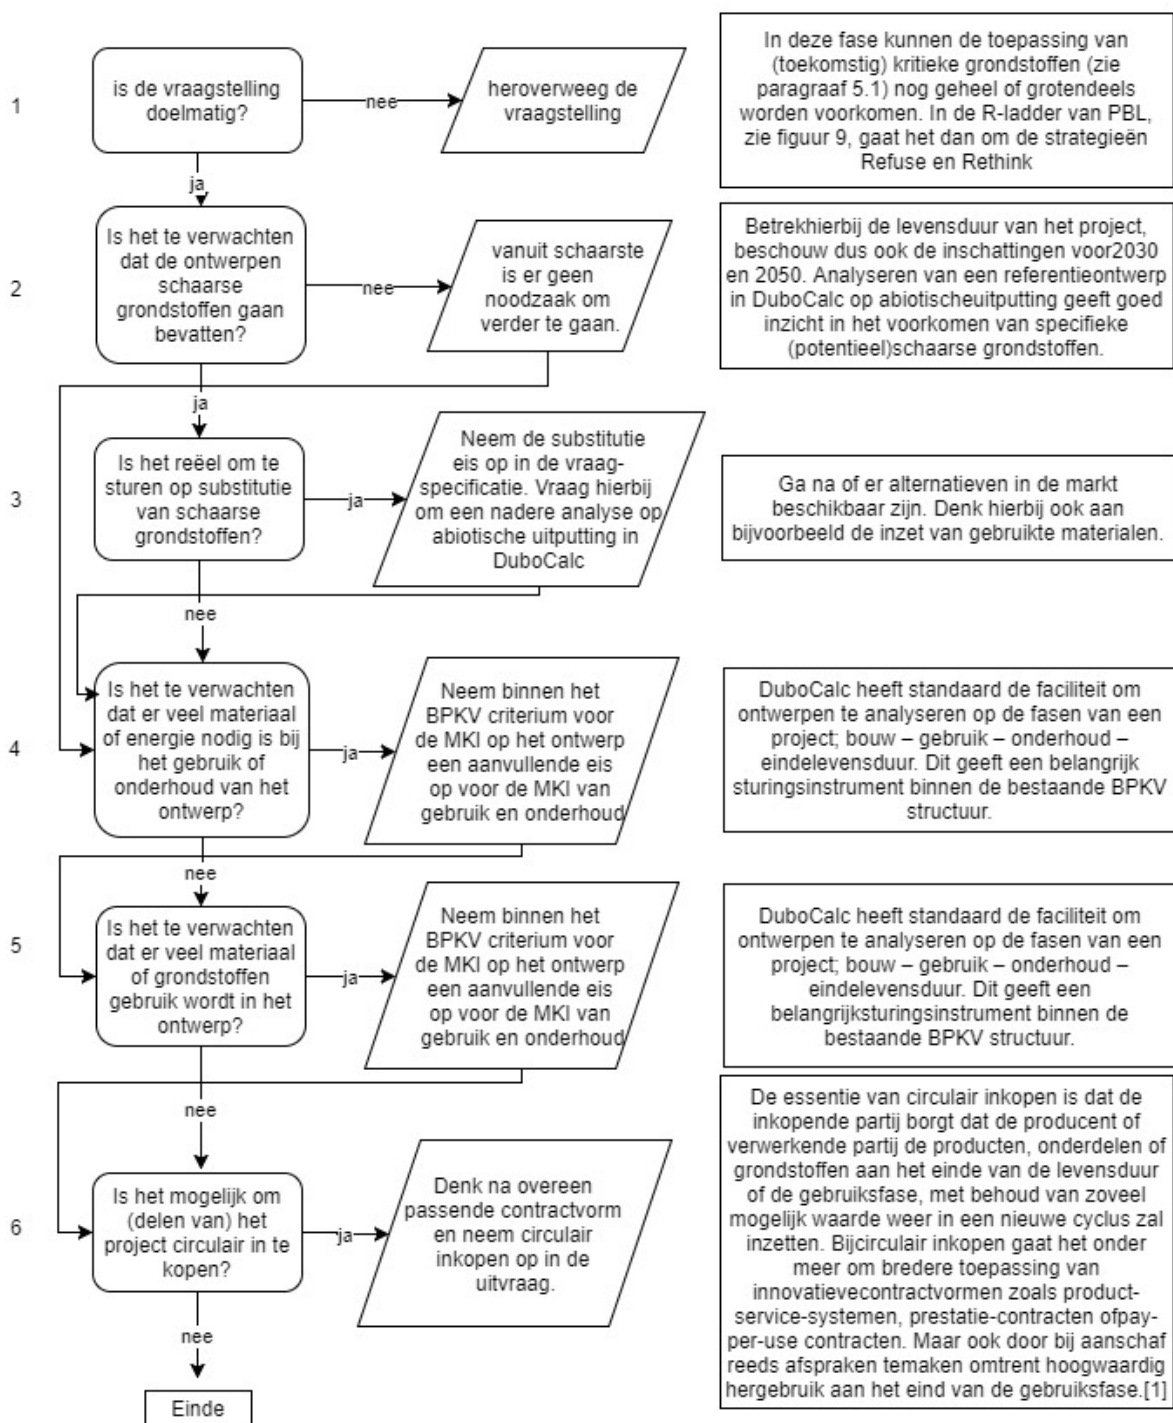 1
is de vraagstelling
doelmatig?
nee
heroverweeg de
vraagstelling
In deze fase kunnen de toepassing van
(toekomstig) kritieke grondstoffen (zie
paragraaf 5.1) nog geheel of grotendeels
worden voorkomen. In de R-ladder van PBL,
zie figuur 9, gaat het dan om de strategieën
Refuse en Rethink
ja
2
Is het te verwachten
dat de ontwerpen
schaarse
grondstoffen gaan
bevatten?
nee
vanuit schaarste
is er geen
noodzaak om
verder te gaan.
Betrekhierbij de levensduur van het project,
beschouw dus ook de inschattingen voor2030
en 2050. Analyseren van een referentieontwerp
in DuboCalc op abiotischeuitputting geeft goed
inzicht in het voorkomen van specifieke
(potentieel)schaarse grondstoffen.
ja
3
Is het reëel om te
sturen op substitutie
van schaarse
grondstoffen?
ja
Neem de substitutie
eis op in de vraag-
specificatie. Vraag hierbij
om een nadere analyse op
abiotische uitputting in
DuboCalc
Ga na of er alternatieven in de markt
beschikbaar zijn. Denk hierbij ook aan
bijvoorbeeld de inzet van gebruikte materialen.
nee
4
Is het te verwachten
dat er veel materiaal
of energie nodig is bij
het gebruik of
onderhoud van het
ontwerp?
ja
Neem binnen het
BPKV criterium voor
de MKI op het ontwerp
een aanvullende eis
op voor de MKI van
gebruik en onderhoud
DuboCalc heeft standaard de faciliteit om
ontwerpen te analyseren op de fasen van een
project; bouw – gebruik – onderhoud –
eindelevensduur. Dit geeft een belangrijk
sturingsinstrument binnen de bestaande BPKV
structuur.
nee
5
Is het te verwachten
dat er veel materiaal
of grondstoffen
gebruik wordt in het
ontwerp?
ja
Neem binnen het
BPKV criterium voor
de MKI op het ontwerp
een aanvullende eis
op voor de MKI van
gebruik en onderhoud
DuboCalc heeft standaard de faciliteit om
ontwerpen te analyseren op de fasen van een
project; bouw – gebruik – onderhoud –
eindelevensduur. Dit geeft een
belangrijksturingsinstrument binnen de
bestaande BPKV structuur.
nee
6
Is het mogelijk om
(delen van) het
project circulair in te
kopen?
ja
Denk na overeen
passende contractvorm
en neem circulair
inkopen op in de
uitvraag.
De essentie van circulair inkopen is dat de
inkopende partij borgt dat de producent of
verwerkende partij de producten, onderdelen of
grondstoffen aan het einde van de levensduur
of de gebruiksfase, met behoud van zoveel
mogelijk waarde weer in een nieuwe cyclus zal
inzetten. Bijcirculair inkopen gaat het onder
meer om bredere toepassing van
innovatievecontractvormen zoals product-
service-systemen, prestatie-contracten ofpay-
per-use contracten. Maar ook door bij aanschaf
reeds afspraken temaken omtrent hoogwaardig
hergebruik aan het eind van de gebruiksfase.[1]
nee
Einde